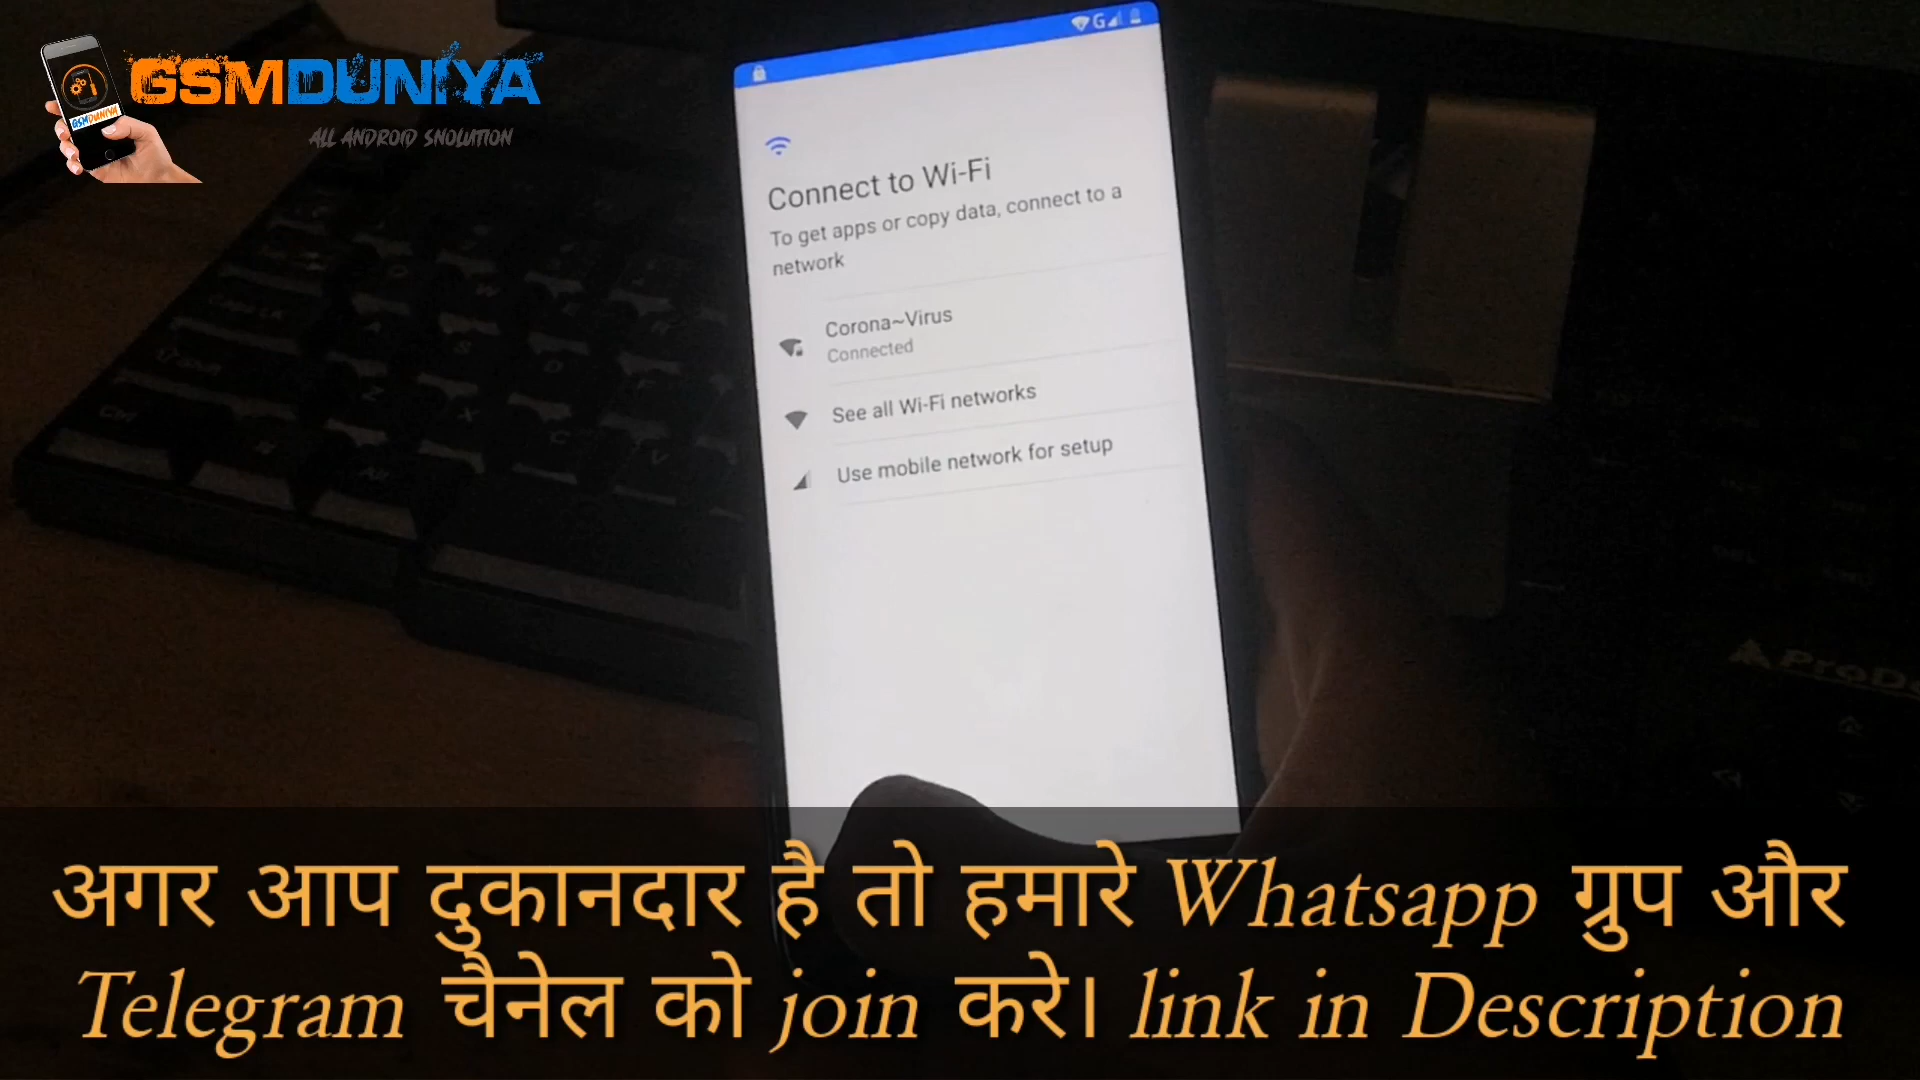 GSMDUNIYA
ALL ANDROID SNOLUTION
GSMDUNIYA
G
Connect to Wi-Fi
To get apps or copy data, connect to a
network
Corona~Virus
Connected
See all Wi-Fi networks
Use mobile network for setup
अगर आप दुकानदार है तो हमारे Whatsapp ग्रुप और
Telegram चैनेल को join करे। link in Description